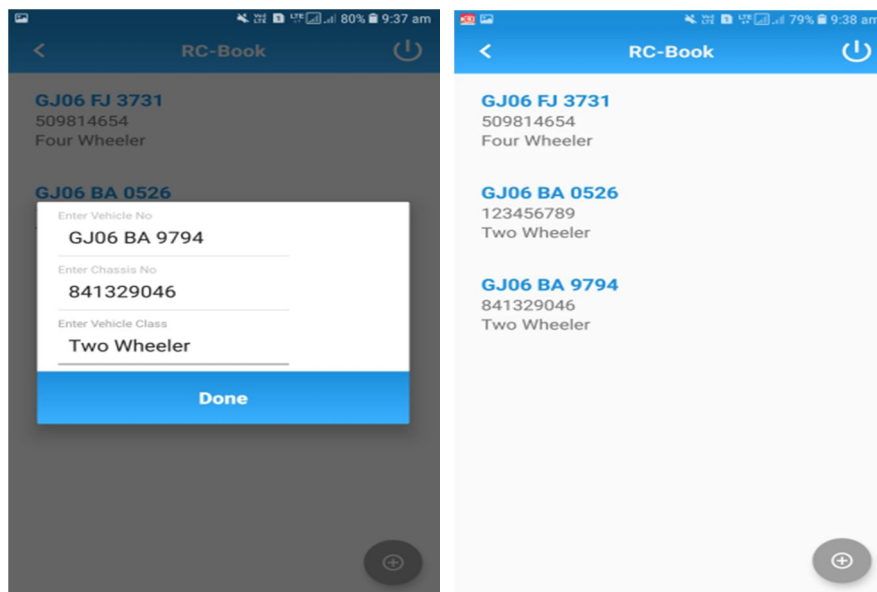 80% 9:37 am
RC-Book
GJ06 FJ 3731
509814654
Four Wheeler
GJ06 BA 0526
Enter Vehicle No
GJ06 BA 9794
Enter Chassis No
841329046
Enter Vehicle Class
Two Wheeler
Done
79% 9:38 am
RC-Book
GJ06 FJ 3731
509814654
Four Wheeler
GJ06 BA 0526
123456789
Two Wheeler
GJ06 BA 9794
841329046
Two Wheeler